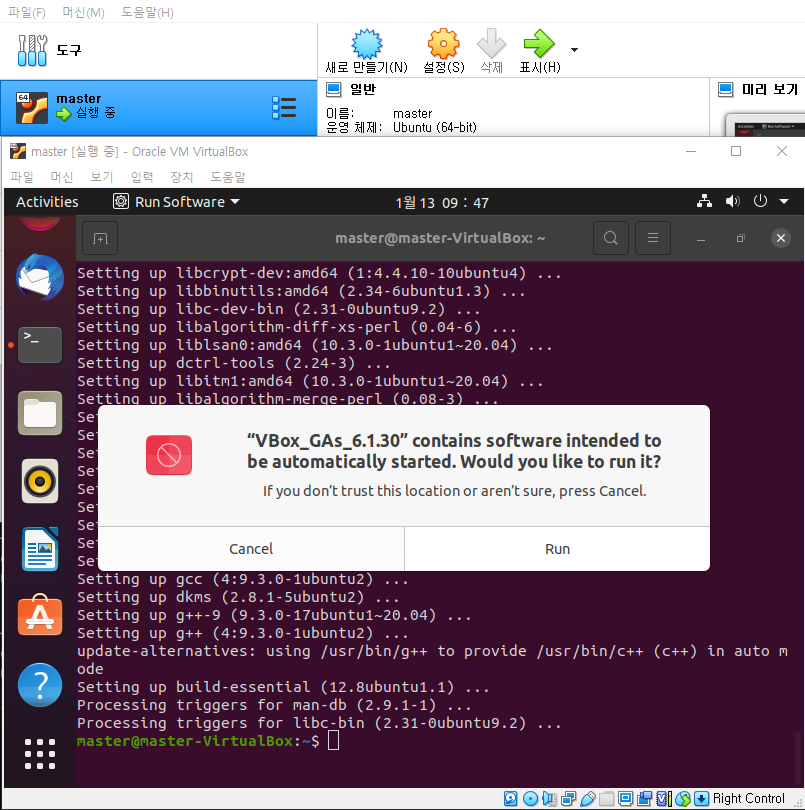 파일(F) 머신(M) 도움말(H)
도구
새로 만들기(N) 설정(S) 삭제 표시(H)
64 master
실행 중
일반
미리 보기
이름: master
운영 체제: Ubuntu (64-bit)
master [실행 중] - Oracle VM VirtualBox
파일 머신 보기 입력 장치 도움말
Activities Run Software 1월 13 09 : 47
master@master-VirtualBox: ~
Setting up libcrypt-dev:amd64 (1:4.4.10-10ubuntu4) ...
Setting up libbinutils:amd64 (2.34-6ubuntu1.3) ...
Setting up libc-dev-bin (2.31-0ubuntu9.2) ...
Setting up libalgorithm-diff-xs-perl (0.04-6) ...
Setting up liblsan0:amd64 (10.3.0-1ubuntu1~20.04) ...
Setting up dctrl-tools (2.24-3) ...
Setting up libitm1:amd64 (10.3.0-1ubuntu1~20.04) ...
Setting up libalgorithm-merge-perl (0.08-3) ...
“VBox_GAs_6.1.30” contains software intended to
be automatically started. Would you like to run it?
If you don’t trust this location or aren’t sure, press Cancel.
Cancel Run
Setting up gcc (4:9.3.0-1ubuntu2) ...
Setting up dkms (2.8.1-5ubuntu2) ...
Setting up g++-9 (9.3.0-17ubuntu1~20.04) ...
Setting up g++ (4:9.3.0-1ubuntu2) ...
update-alternatives: using /usr/bin/g++ to provide /usr/bin/c++ (c++) in auto m
ode
Setting up build-essential (12.8ubuntu1.1) ...
Processing triggers for man-db (2.9.1-1) ...
Processing triggers for libc-bin (2.31-0ubuntu9.2) ...
master@master-VirtualBox:~$
Right Control